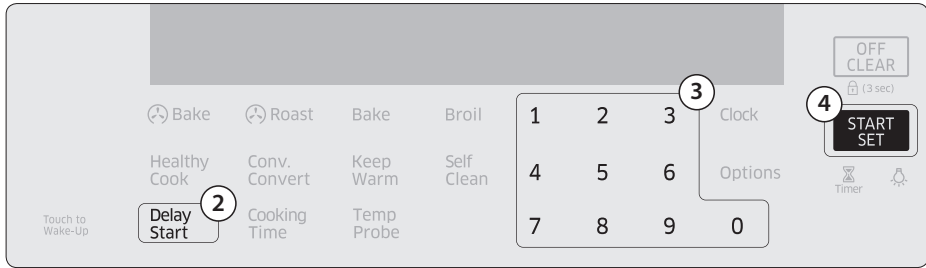 OFF
CLEAR
(3 sec)
3
4
Bake
Roast
Bake
Broil
1
2
3
Clock
START
SET
Healthy
Cook
Conv.
Convert
Keep
Warm
Self
Clean
4
5
6
Options
Timer
2
Touch to
Wake-Up
Delay
Start
Cooking
Time
Temp
Probe
7
8
9
0